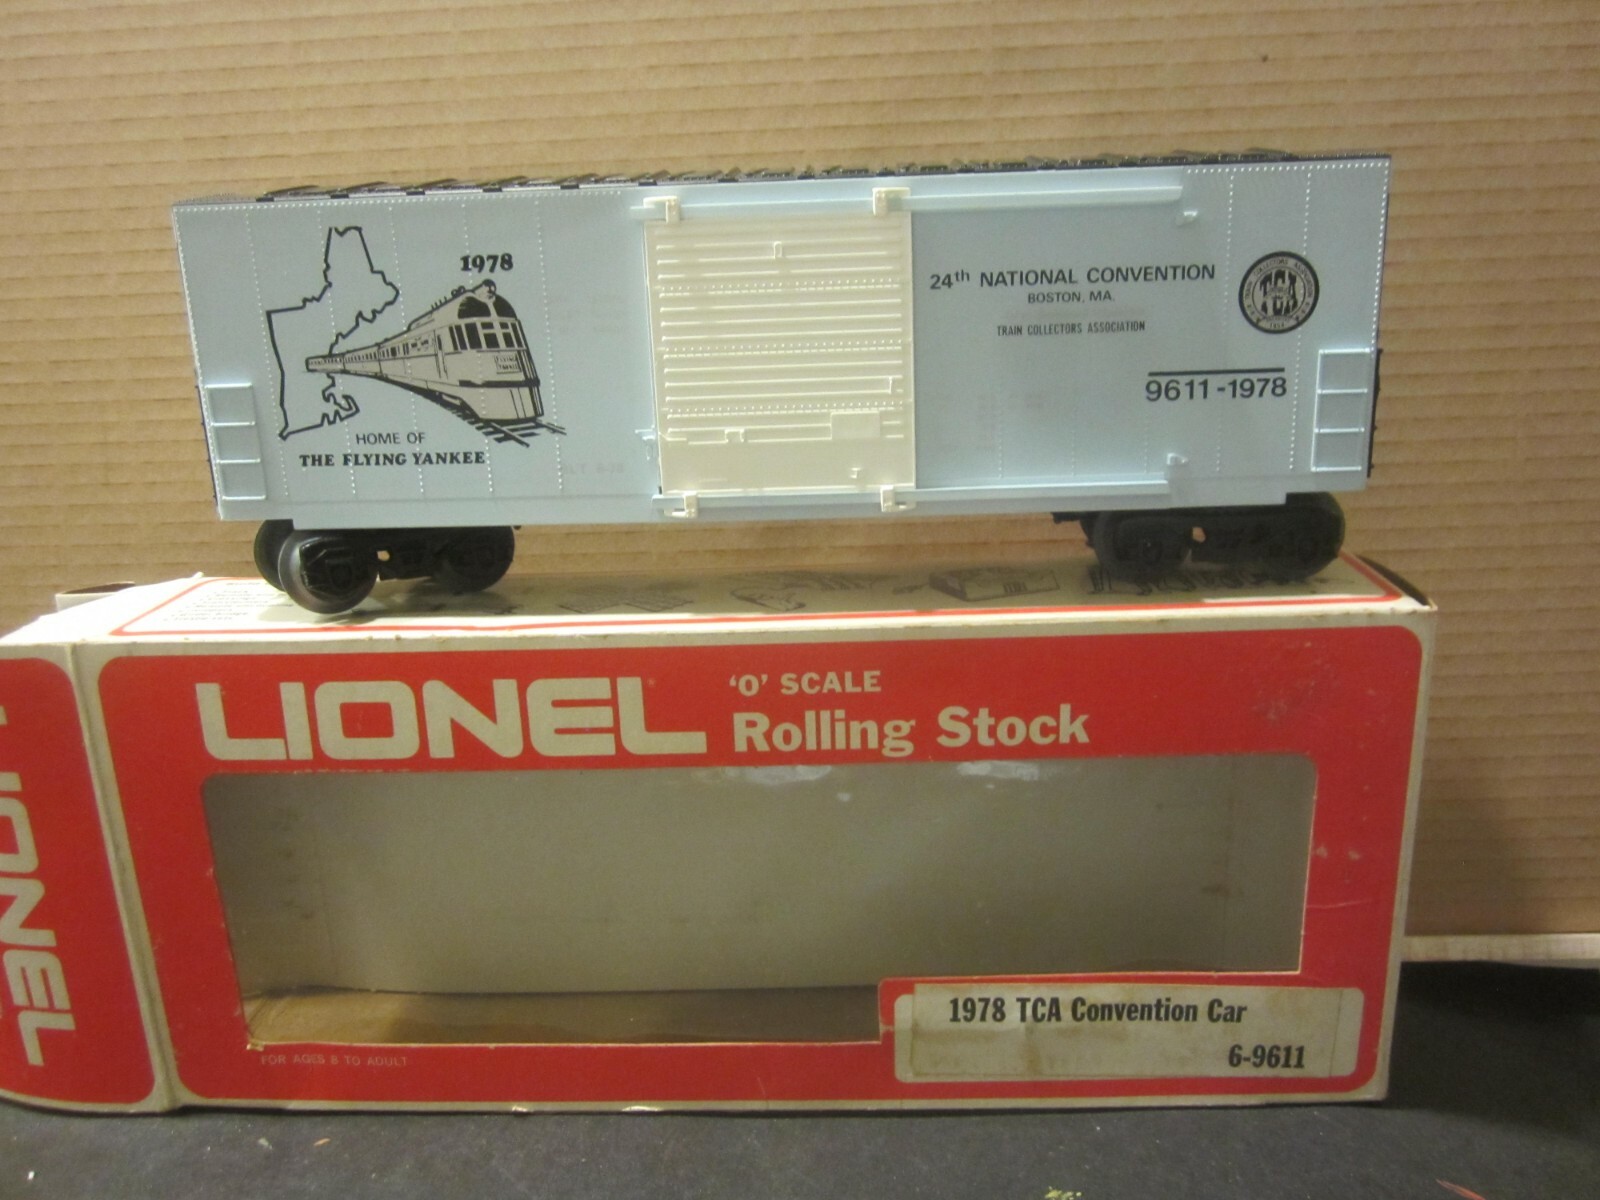 1978
HOME OF
THE FLYING YANKEE
24th NATIONAL CONVENTION
BOSTON, MA.
TRAIN COLLECTORS ASSOCIATION
TCA
9611-1978
LIONEL
'O' SCALE
Rolling Stock
FOR AGES 8 TO ADULT
1978 TCA Convention Car
6-9611
LIONEL